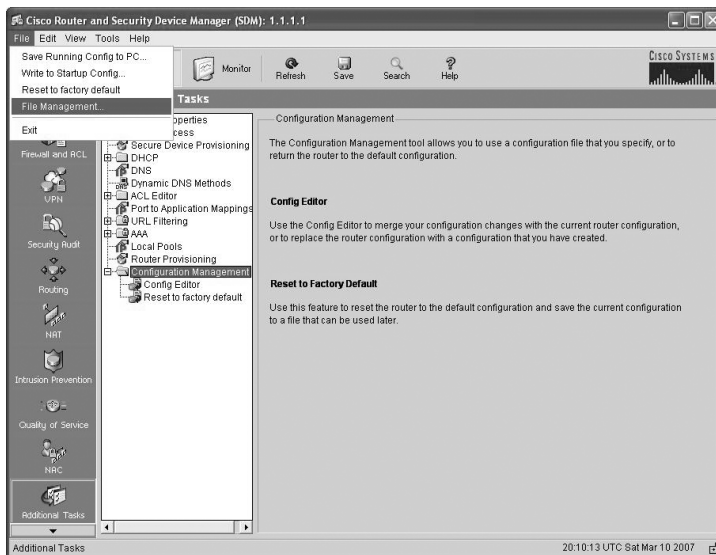 Cisco Router and Security Device Manager (SDM): 1.1.1.1
File Edit View Tools Help
Save Running Config to PC...
Write to Startup Config...
Reset to factory default
File Management...
Exit
Monitor
Refresh
Save
Search
Help
CISCO SYSTEMS
Tasks
Firewall and ACL
VPN
Security Audit
Routing
NAT
Intrusion Prevention
Quality of Service
NAC
Additional Tasks
Secure Device Provisioning
DHCP
DNS
Dynamic DNS Methods
ACL Editor
Port to Application Mappings
URL Filtering
AAA
Local Pools
Router Provisioning
Configuration Management
Config Editor
Reset to factory default
Configuration Management
The Configuration Management tool allows you to use a configuration file that you specify, or to
return the router to the default configuration.
Config Editor
Use the Config Editor to merge your configuration changes with the current router configuration,
or to replace the router configuration with a configuration that you have created.
Reset to Factory Default
Use this feature to reset the router to the default configuration and save the current configuration
to a file that can be used later.
Additional Tasks
20:10:13 UTC Sat Mar 10 2007